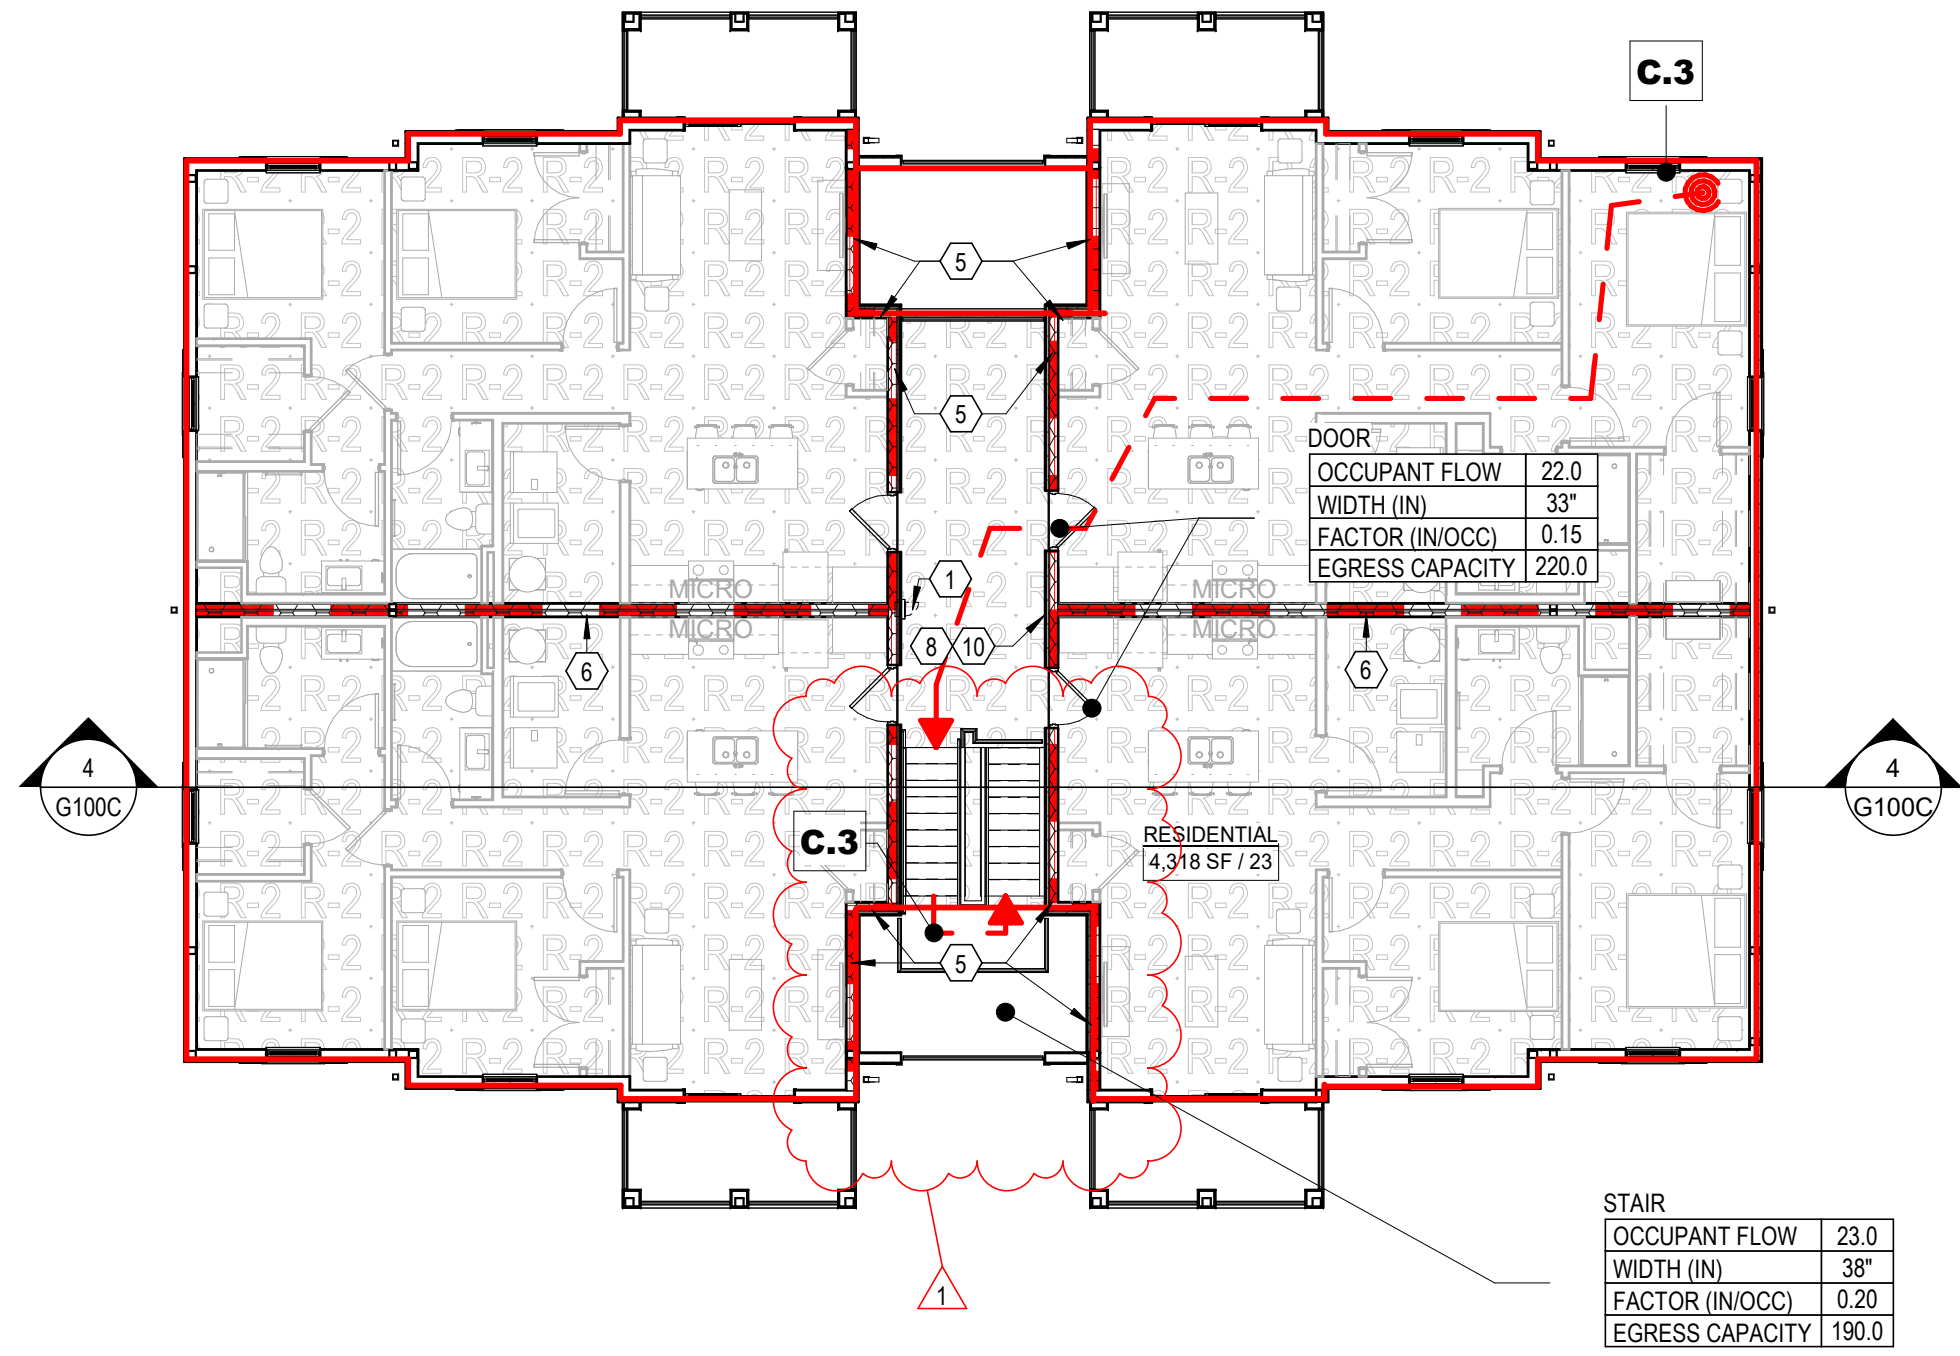 C.3
5
5
DOOR
OCCUPANT FLOW 22.0
WIDTH (IN) 33"
FACTOR (IN/OCC) 0.15
EGRESS CAPACITY 220.0
1
MICRO
MICRO
MICRO
MICRO
8 10
6
6
4
G100C
4
G100C
C.3
RESIDENTIAL
4,318 SF / 23
5
1
STAIR
OCCUPANT FLOW 23.0
WIDTH (IN) 38"
FACTOR (IN/OCC) 0.20
EGRESS CAPACITY 190.0
R-2 R-2 R-2